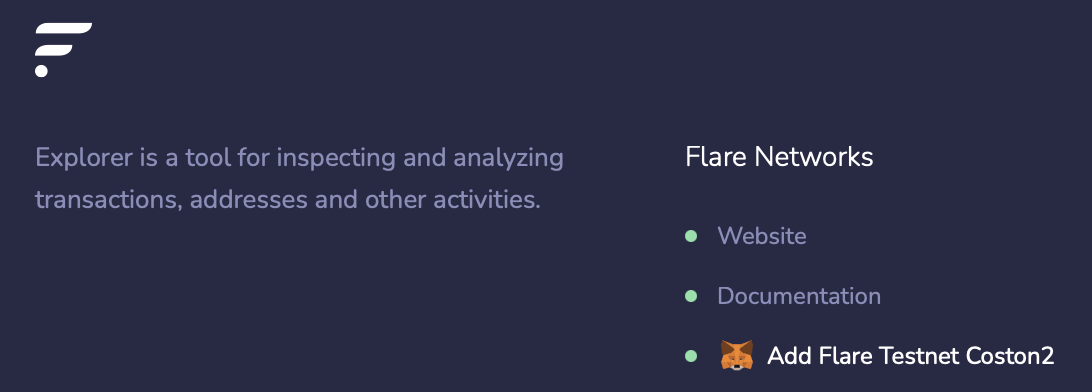 Explorer is a tool for inspecting and analyzing
transactions, addresses and other activities.
Flare Networks
Website
Documentation
Add Flare Testnet Coston2